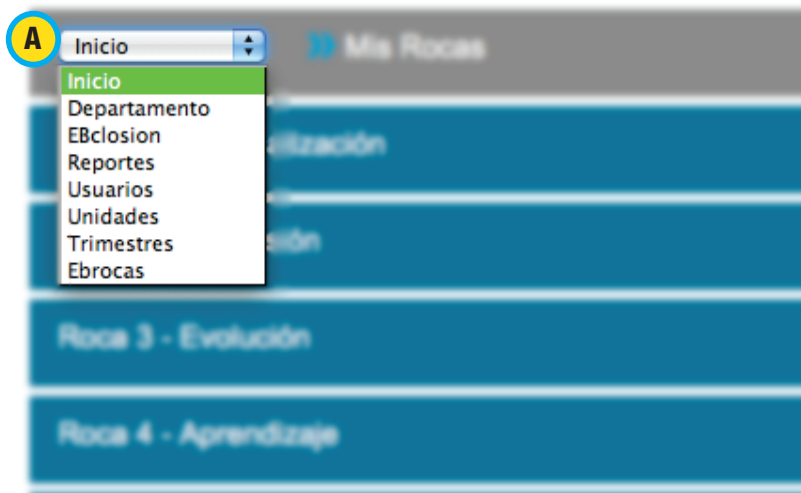 A
Inicio
» Mis Rocas
Inicio
Departamento
EBclosion
Reportes
Usuarios
Unidades
Trimestres
Ebrocas
Roca 3 - Evolución
Roca 4 - Aprendizaje